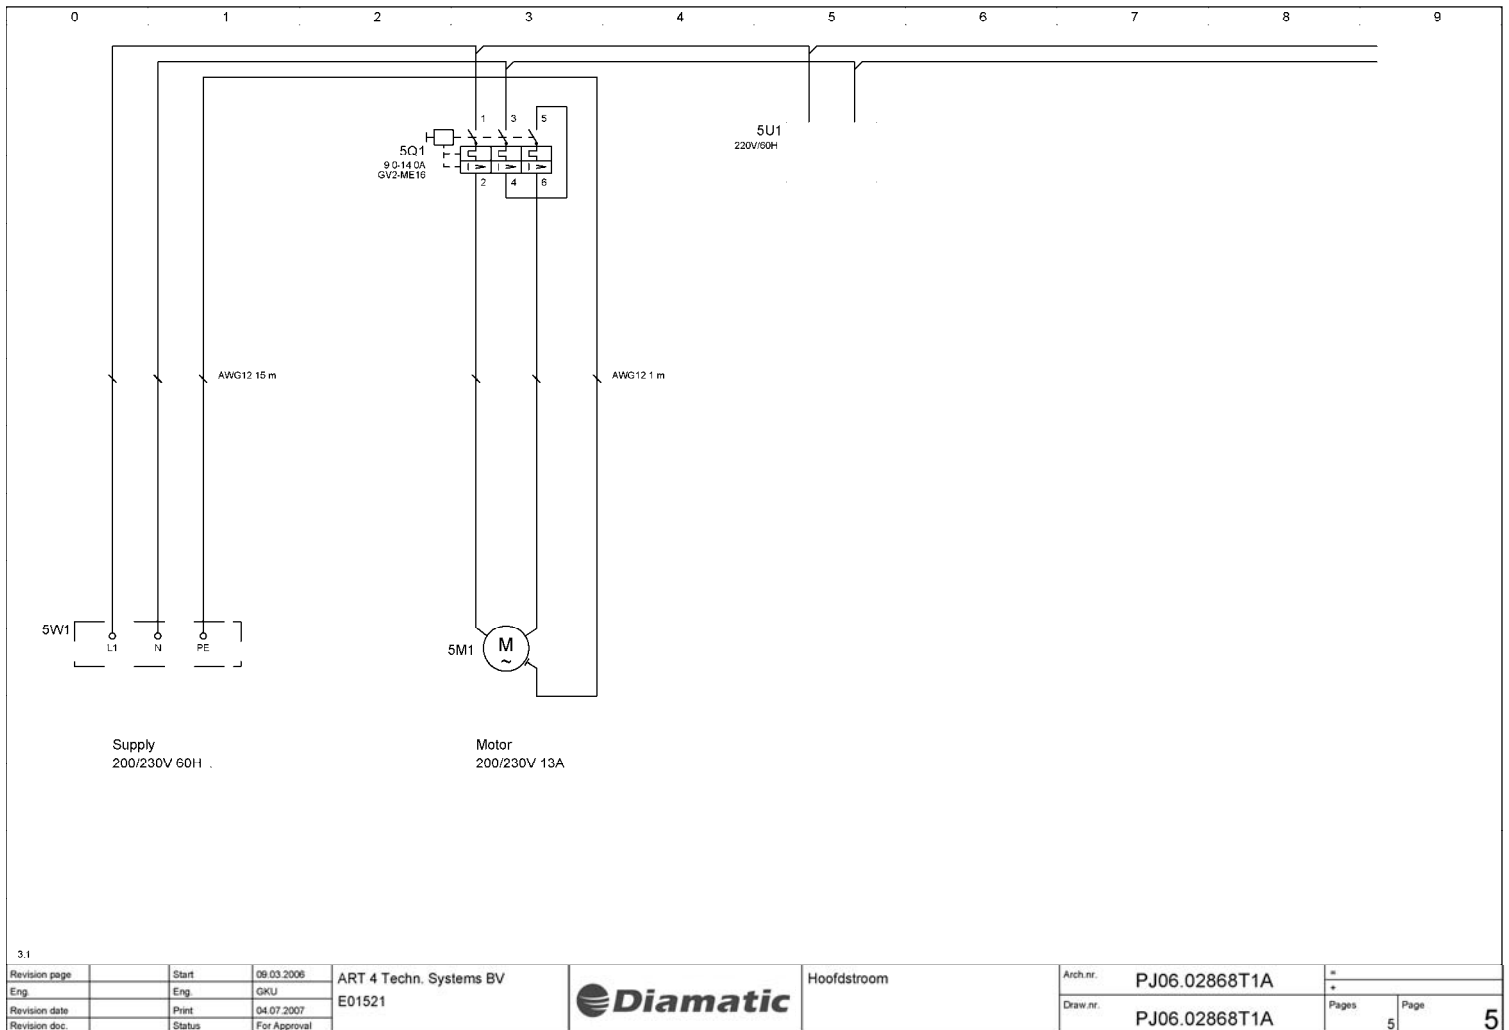 0 1 2 3 4 5 6 7 8 9
1 3 5
5Q1
9 0-14 0A
GV2-ME16
2 4 6
5U1
220V/60H
AWG12 15 m
AWG12 1 m
5W1
L1 N PE
5M1
M
~
Supply
200/230V 60H
Motor
200/230V 13A
3.1
Revision page Start 09.03.2006
Eng. Eng. GKU
Revision date Print 04.07.2007
Revision doc. Status For Approval
ART 4 Techn. Systems BV
E01521
Diamatic
Hoofdstroom
Arch.nr. PJ06.02868T1A
Draw.nr. PJ06.02868T1A
=
+
Pages 5
Page 5